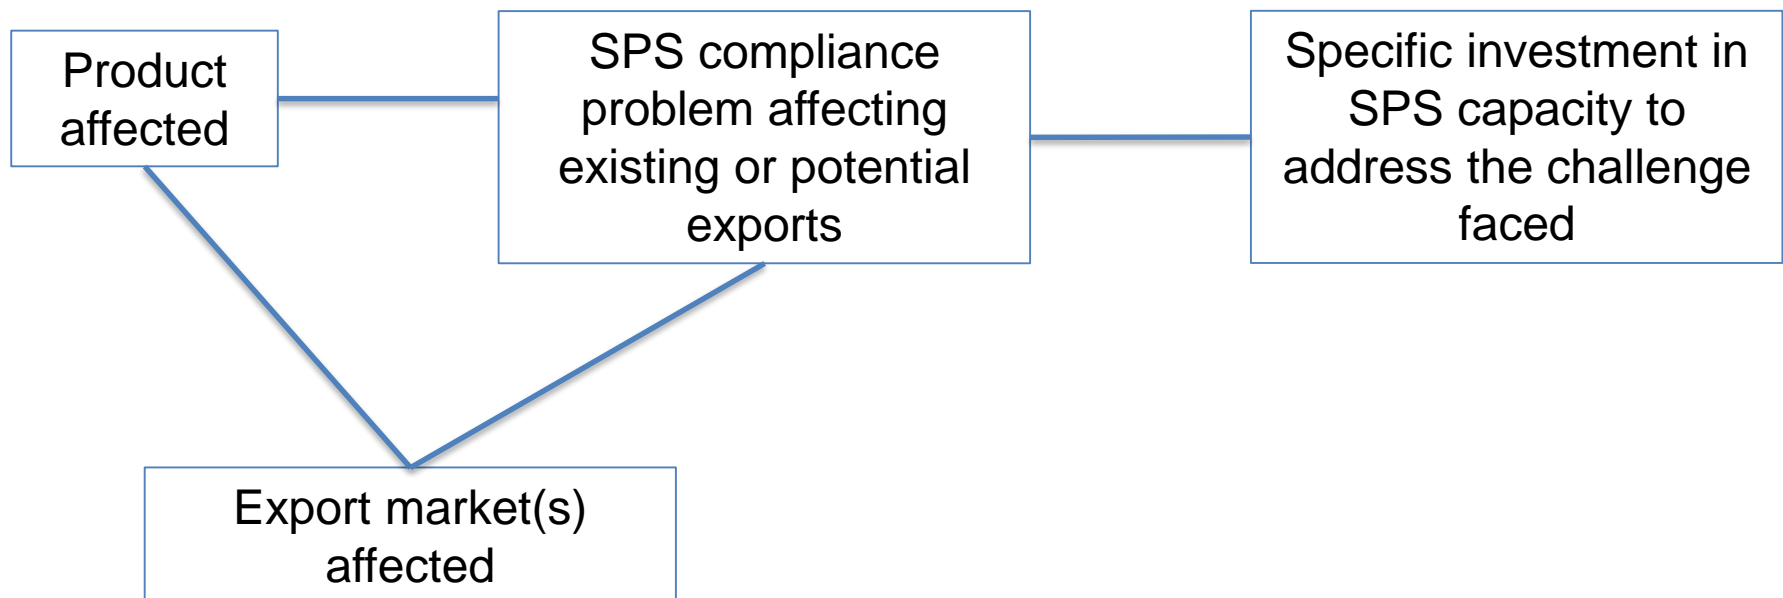 Product
affected
SPS compliance
problem affecting
existing or potential
exports
Specific investment in
SPS capacity to
address the challenge
faced
Export market(s)
affected